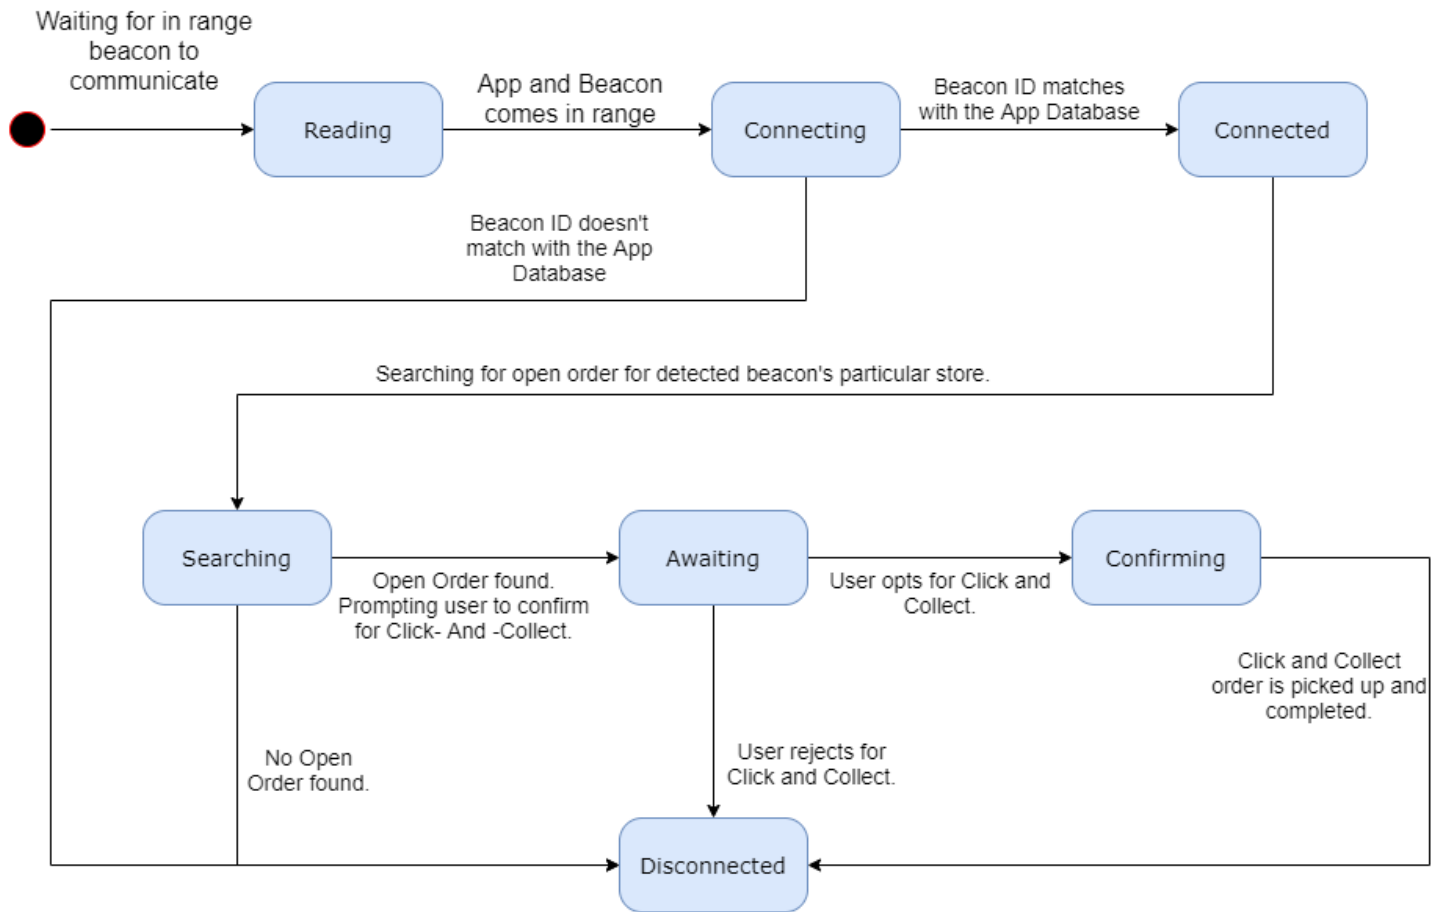 Waiting for in range
beacon to
communicate
Reading
App and Beacon
comes in range
Connecting
Beacon ID matches
with the App Database
Connected
Beacon ID doesn't
match with the App
Database
Searching for open order for detected beacon's particular store.
Searching
Open Order found.
Prompting user to confirm
for Click- And -Collect.
Awaiting
User opts for Click and
Collect.
Confirming
Click and Collect
order is picked up and
completed.
No Open
Order found.
User rejects for
Click and Collect.
Disconnected